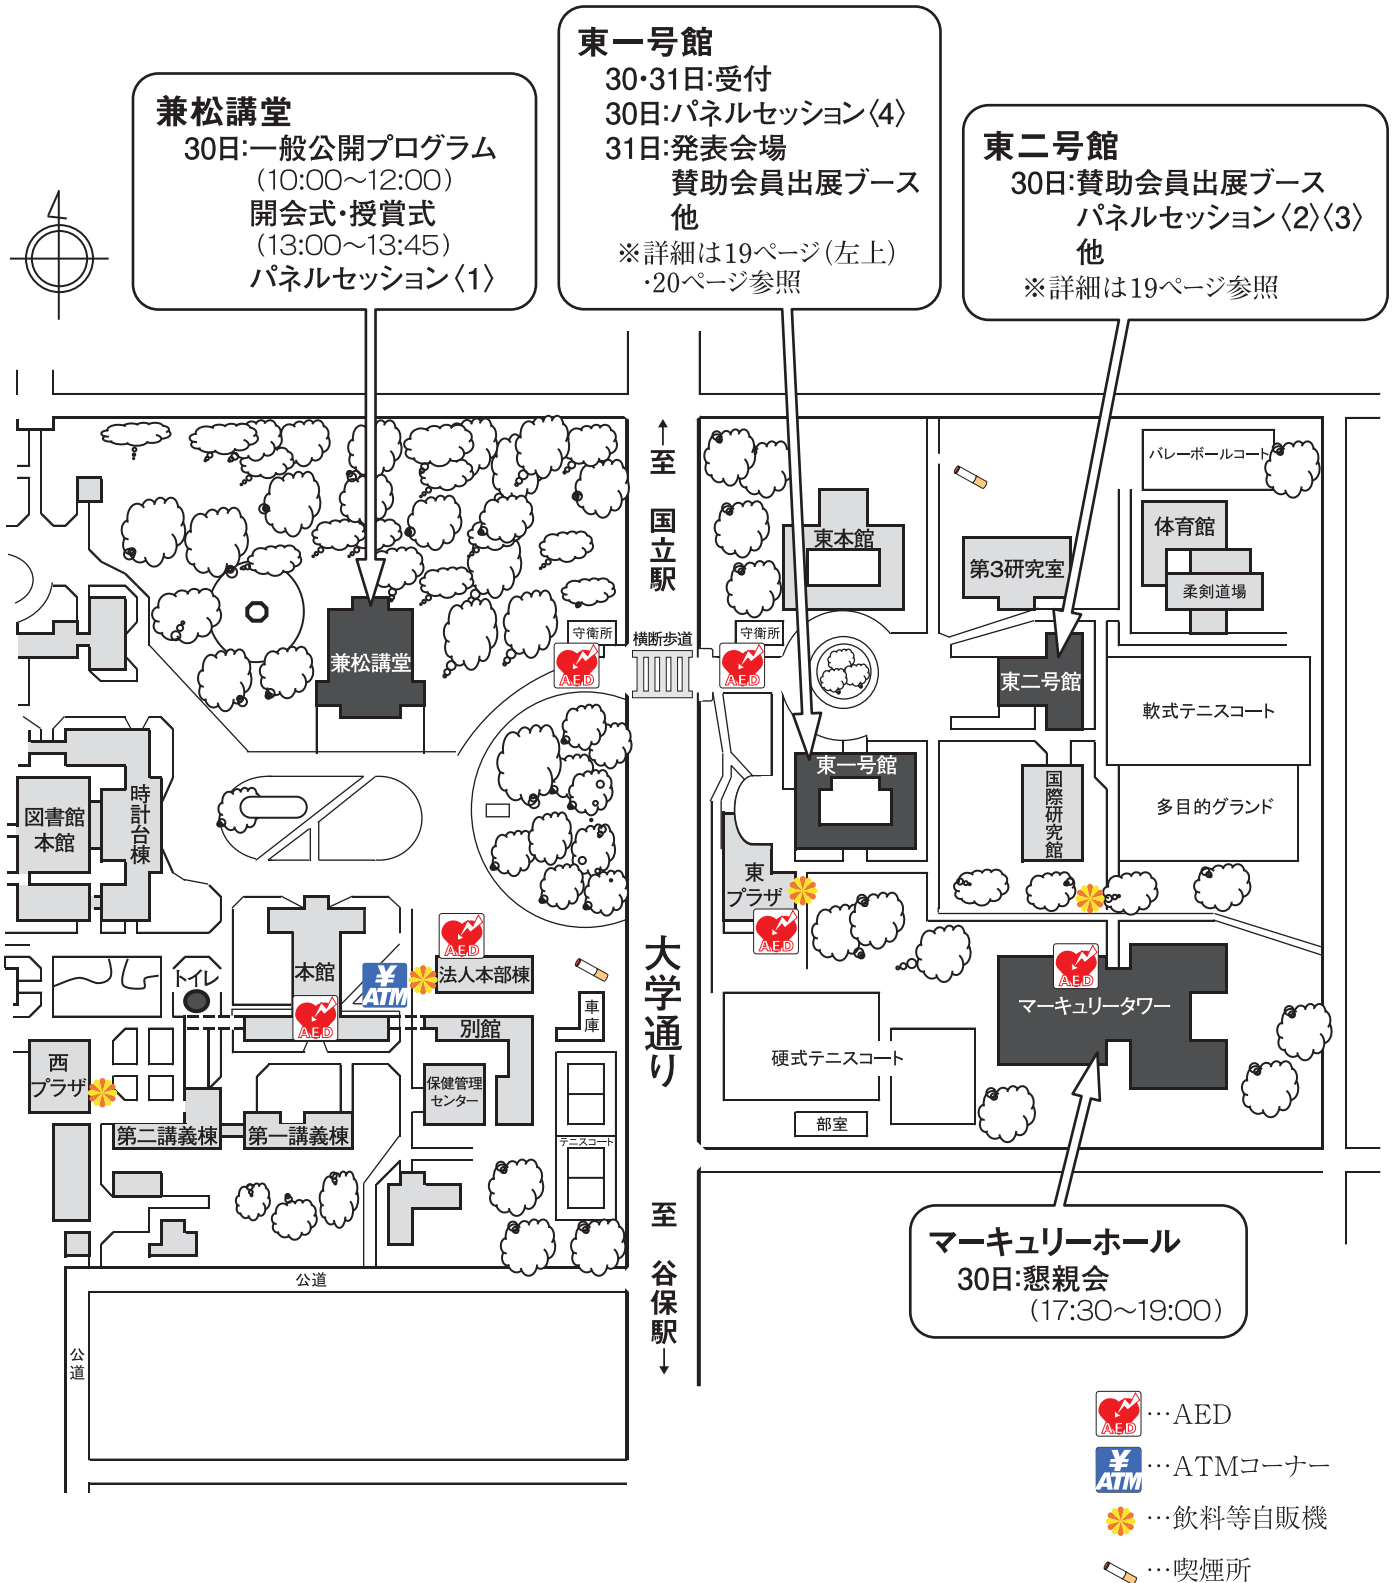 兼松講堂
30日:一般公開プログラム
(10:00〜12:00)
開会式・授賞式
(13:00〜13:45)
パネルセッション〈1〉
東一号館
30・31日:受付
30日:パネルセッション〈4〉
31日:発表会場
賛助会員出展ブース
他
※詳細は19ページ(左上)
・20ページ参照
東二号館
30日:賛助会員出展ブース
パネルセッション〈2〉〈3〉
他
※詳細は19ページ参照
←至 国立駅
バレーボールコート
体育館
柔剣道場
東本館
第3研究室
守衛所
AED
横断歩道
守衛所
AED
兼松講堂
東二号館
軟式テニスコート
東一号館
国際研究館
多目的グランド
図書館
本館
時計台棟
東
プラザ
AED
大学通り
本館
AED
¥
ATM
AED
法人本部棟
トイレ
車庫
別館
AED
マーキュリータワー
硬式テニスコート
部室
西
プラザ
保健管理
センター
第二講義棟
第一講義棟
テニスコート
至 谷保駅→
マーキュリーホール
30日:懇親会
(17:30〜19:00)
公道
公道
AED
…AED
¥
ATM
…ATMコーナー
…飲料等自販機
…喫煙所